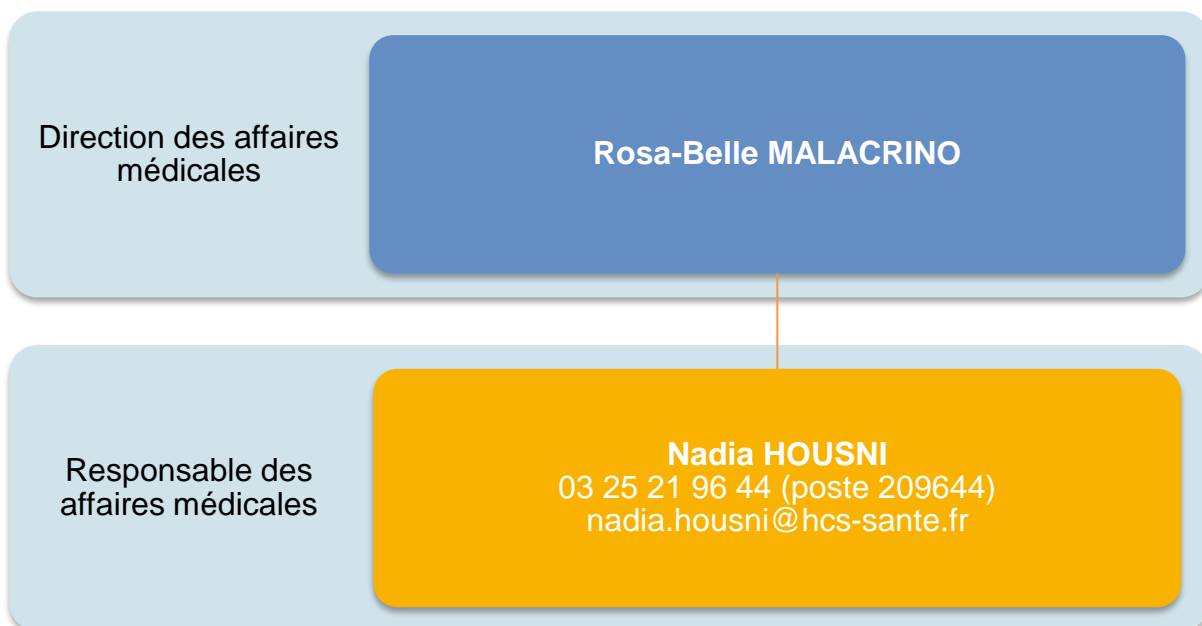 Direction des affaires
médicales
Rosa-Belle MALACRINO
Responsable des
affaires médicales
Nadia HOUSNI
03 25 21 96 44 (poste 209644)
nadia.housni@hcs-sante.fr